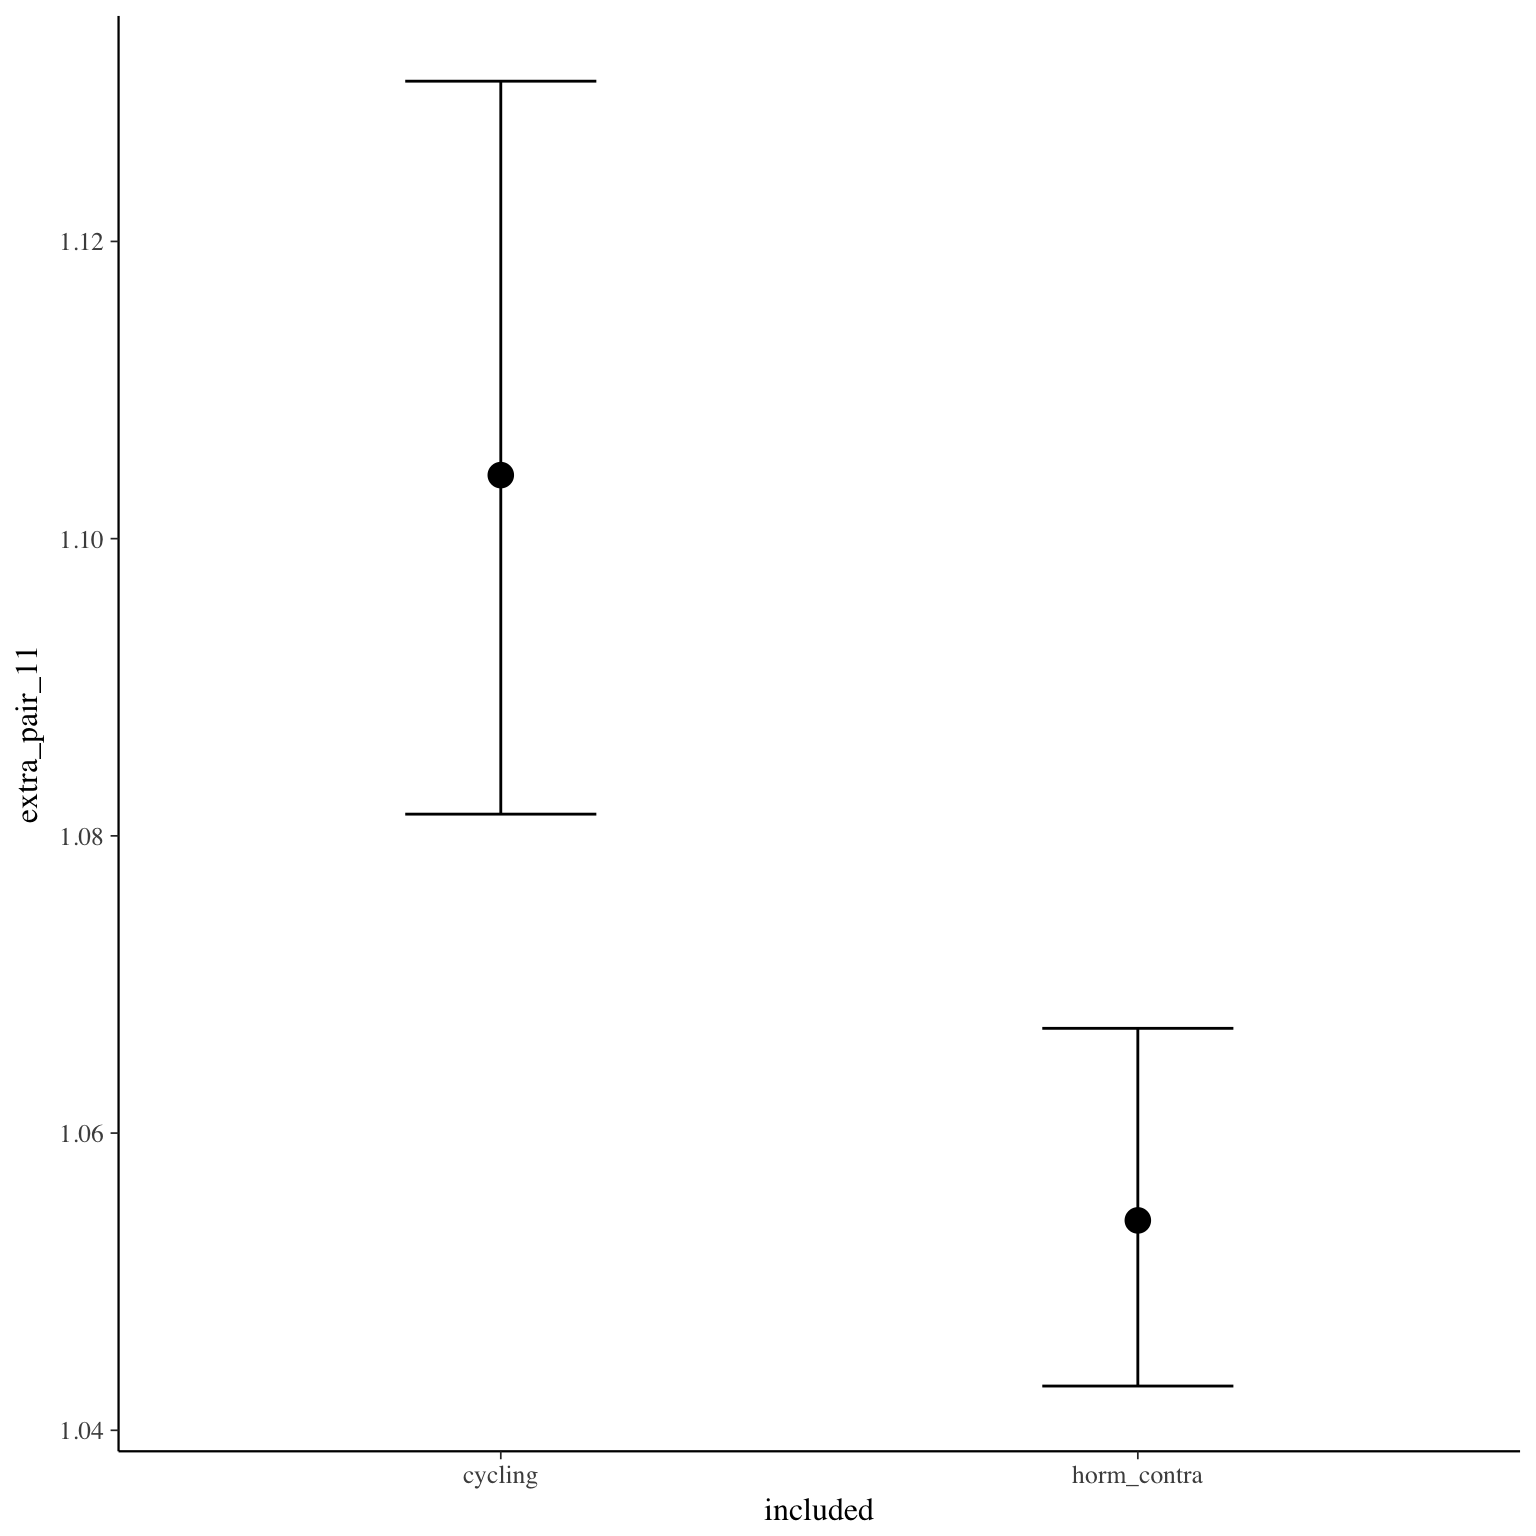 extra_pair_11
1.12
1.10
1.08
1.06
1.04
cycling
horm_contra
included